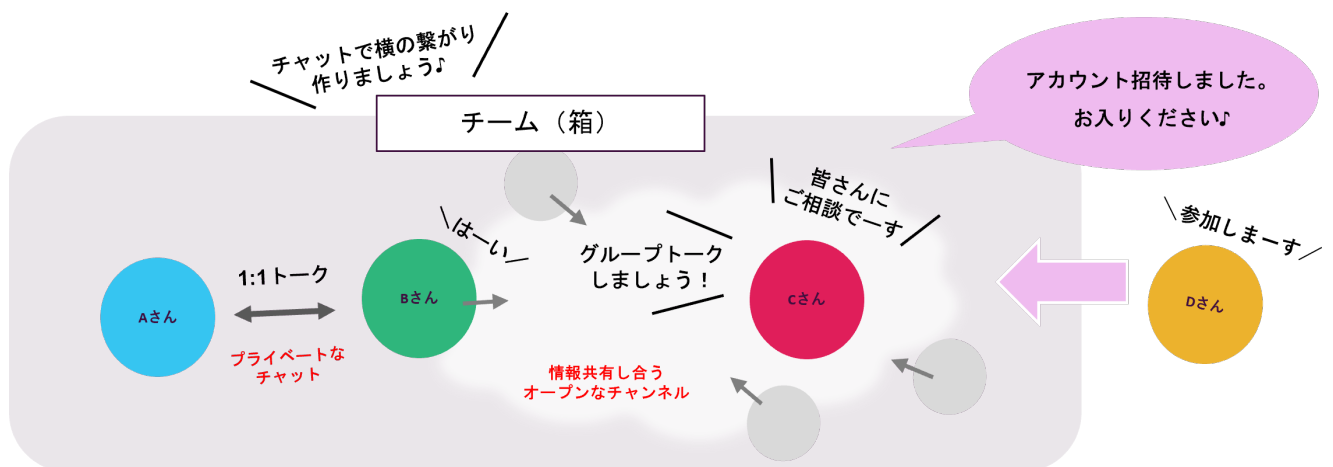 チャットで横の繋がり
作りましょう♪
チーム（箱）
アカウント招待しました。
お入りください♪
皆さんに
ご相談でーす
参加しまーす
はーい
グループトーク
しましょう！
1:1トーク
Aさん
Bさん
Cさん
Dさん
プライベートな
チャット
情報共有し合う
オープンなチャンネル